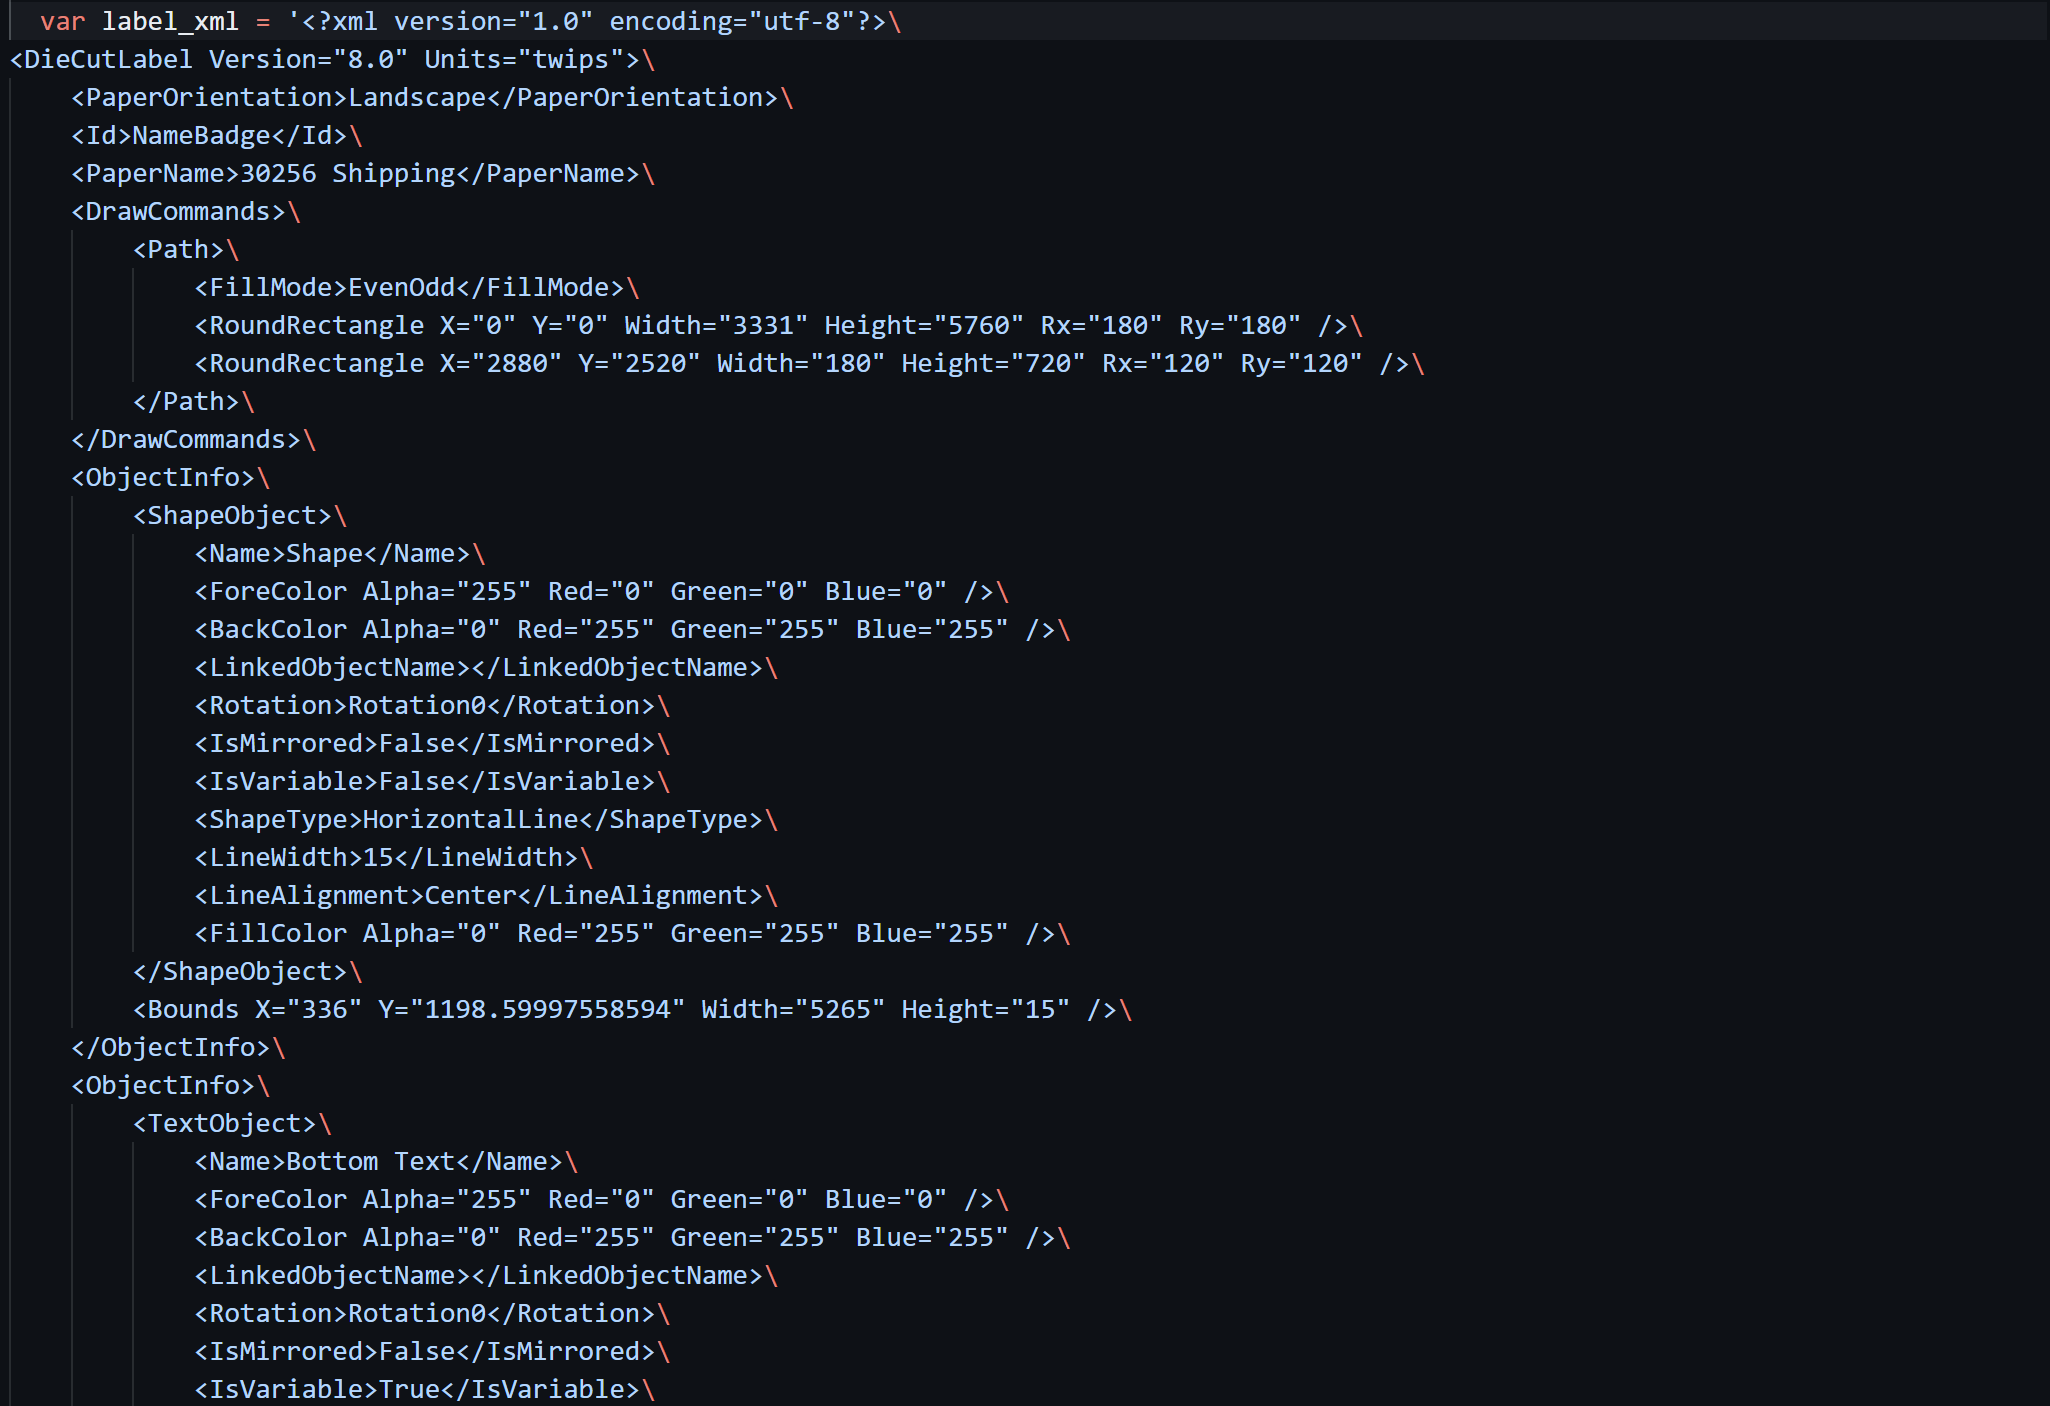 var label_xml = '<?xml version="1.0" encoding="utf-8"?>\
<DieCutLabel Version="8.0" Units="twips">\
    <PaperOrientation>Landscape</PaperOrientation>\
    <Id>NameBadge</Id>\
    <PaperName>30256 Shipping</PaperName>\
    <DrawCommands>\
        <Path>\
            <FillMode>EvenOdd</FillMode>\
            <RoundRectangle X="0" Y="0" Width="3331" Height="5760" Rx="180" Ry="180" />\
            <RoundRectangle X="2880" Y="2520" Width="180" Height="720" Rx="120" Ry="120" />\
        </Path>\
    </DrawCommands>\
    <ObjectInfo>\
        <ShapeObject>\
            <Name>Shape</Name>\
            <ForeColor Alpha="255" Red="0" Green="0" Blue="0" />\
            <BackColor Alpha="0" Red="255" Green="255" Blue="255" />\
            <LinkedObjectName></LinkedObjectName>\
            <Rotation>Rotation0</Rotation>\
            <IsMirrored>False</IsMirrored>\
            <IsVariable>False</IsVariable>\
            <ShapeType>HorizontalLine</ShapeType>\
            <LineWidth>15</LineWidth>\
            <LineAlignment>Center</LineAlignment>\
            <FillColor Alpha="0" Red="255" Green="255" Blue="255" />\
        </ShapeObject>\
        <Bounds X="336" Y="1198.59997558594" Width="5265" Height="15" />\
    </ObjectInfo>\
    <ObjectInfo>\
        <TextObject>\
            <Name>Bottom Text</Name>\
            <ForeColor Alpha="255" Red="0" Green="0" Blue="0" />\
            <BackColor Alpha="0" Red="255" Green="255" Blue="255" />\
            <LinkedObjectName></LinkedObjectName>\
            <Rotation>Rotation0</Rotation>\
            <IsMirrored>False</IsMirrored>\
            <IsVariable>True</IsVariable>\